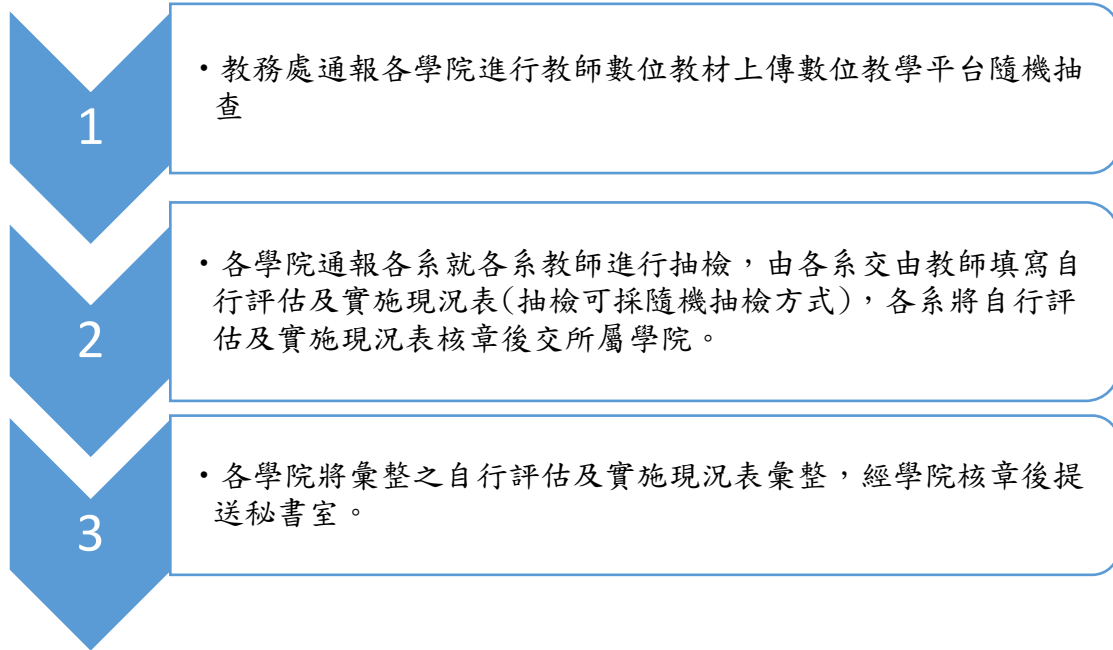 1
•教務處通報各學院進行教師數位教材上傳數位教學平台隨機抽
查
2
•各學院通報各系就各系教師進行抽檢，由各系交由教師填寫自
行評估及實施現況表(抽檢可採隨機抽檢方式)，各系將自行評
估及實施現況表核章後交所屬學院。
3
•各學院將彙整之自行評估及實施現況表彙整，經學院核章後提
送秘書室。